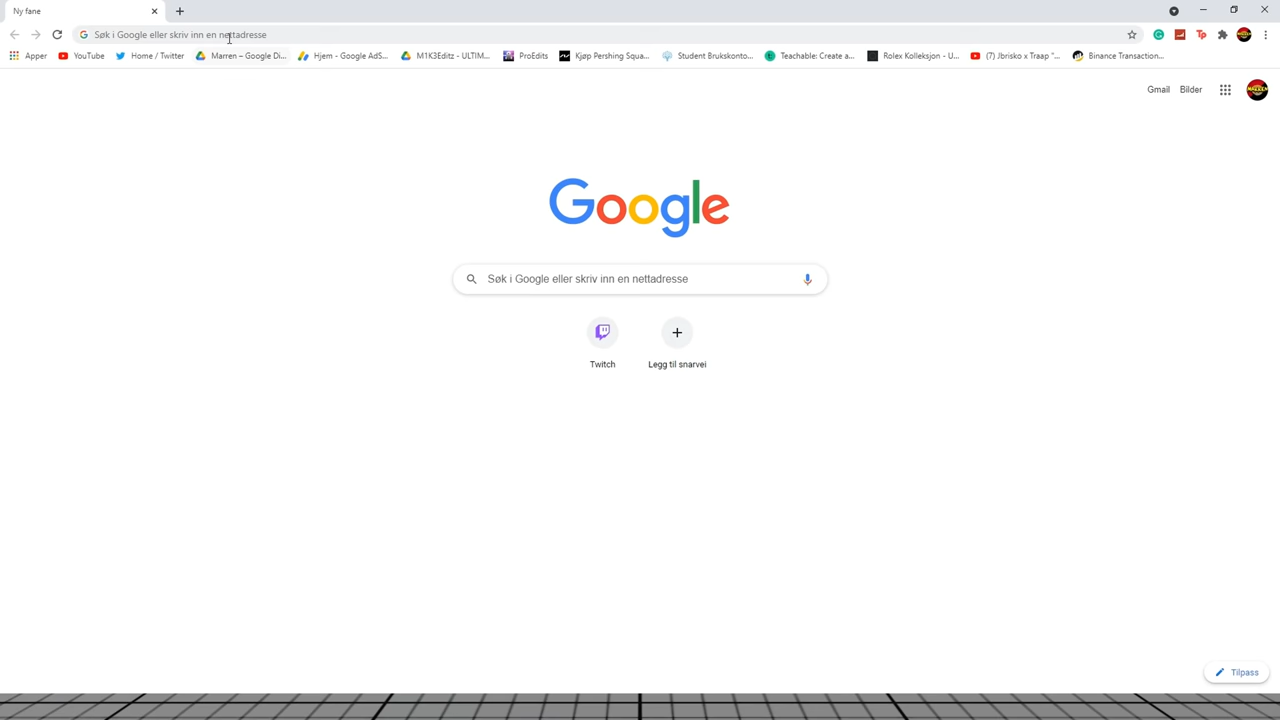 Ny fane
Søk i Google eller skriv inn en nettadresse
Apper YouTube Home / Twitter Marren – Google Di... Hjem - Google AdS... M1K3Editz - ULTIM... ProEdits Kjøp Pershing Squa... Student Brukskonto... Teachable: Create a... Rolex Kolleksjon - U... (7) Jbrisko x Traap "... Binance Transaction...
Gmail Bilder
Google
Søk i Google eller skriv inn en nettadresse
Twitch Legg til snarvei
Tilpass